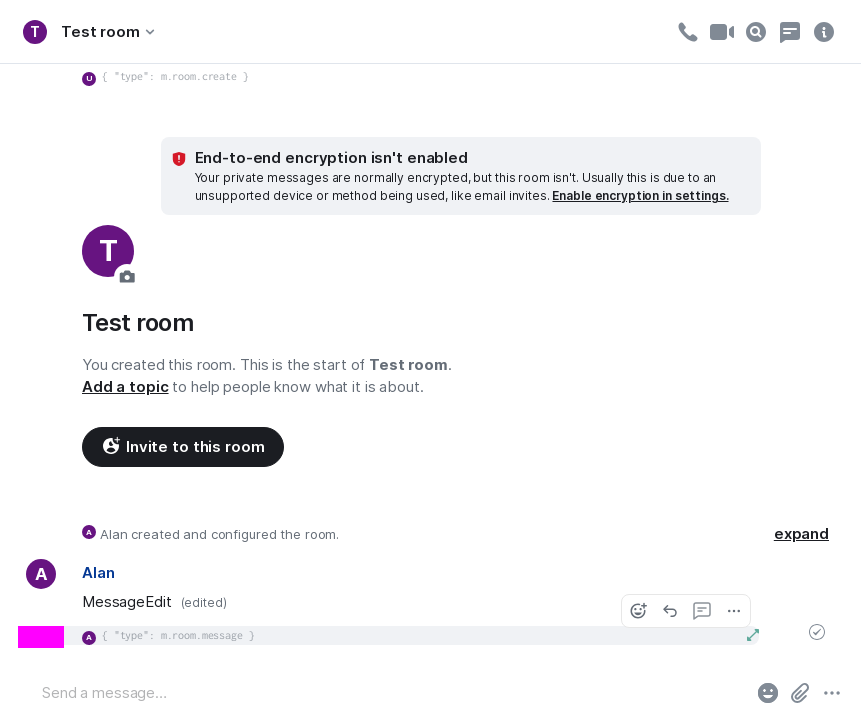 T Test room
U { "type": m.room.create }
End-to-end encryption isn't enabled
Your private messages are normally encrypted, but this room isn't. Usually this is due to an
unsupported device or method being used, like email invites. Enable encryption in settings.
T
Test room
You created this room. This is the start of Test room.
Add a topic to help people know what it is about.
Invite to this room
A Alan created and configured the room. expand
A Alan
MessageEdit (edited)
A { "type": m.room.message }
Send a message…